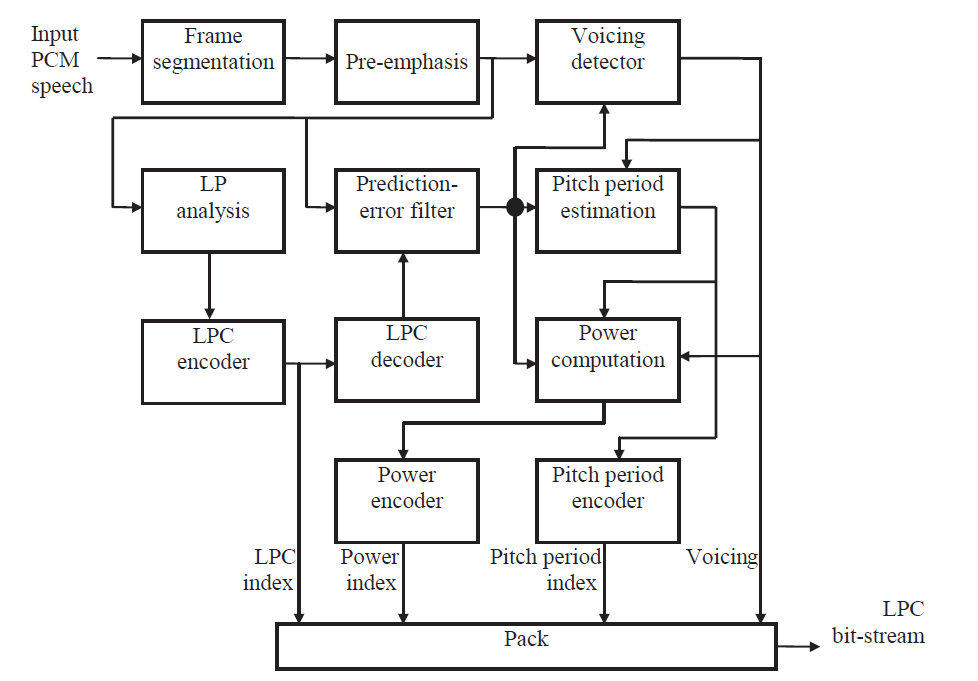 Input
PCM
speech
Frame
segmentation
Pre-emphasis
Voicing
detector
LP
analysis
Prediction-
error filter
Pitch period
estimation
LPC
encoder
LPC
decoder
Power
computation
Power
encoder
Pitch period
encoder
LPC
index
Power
index
Pitch period
index
Voicing
Pack
LPC
bit-stream